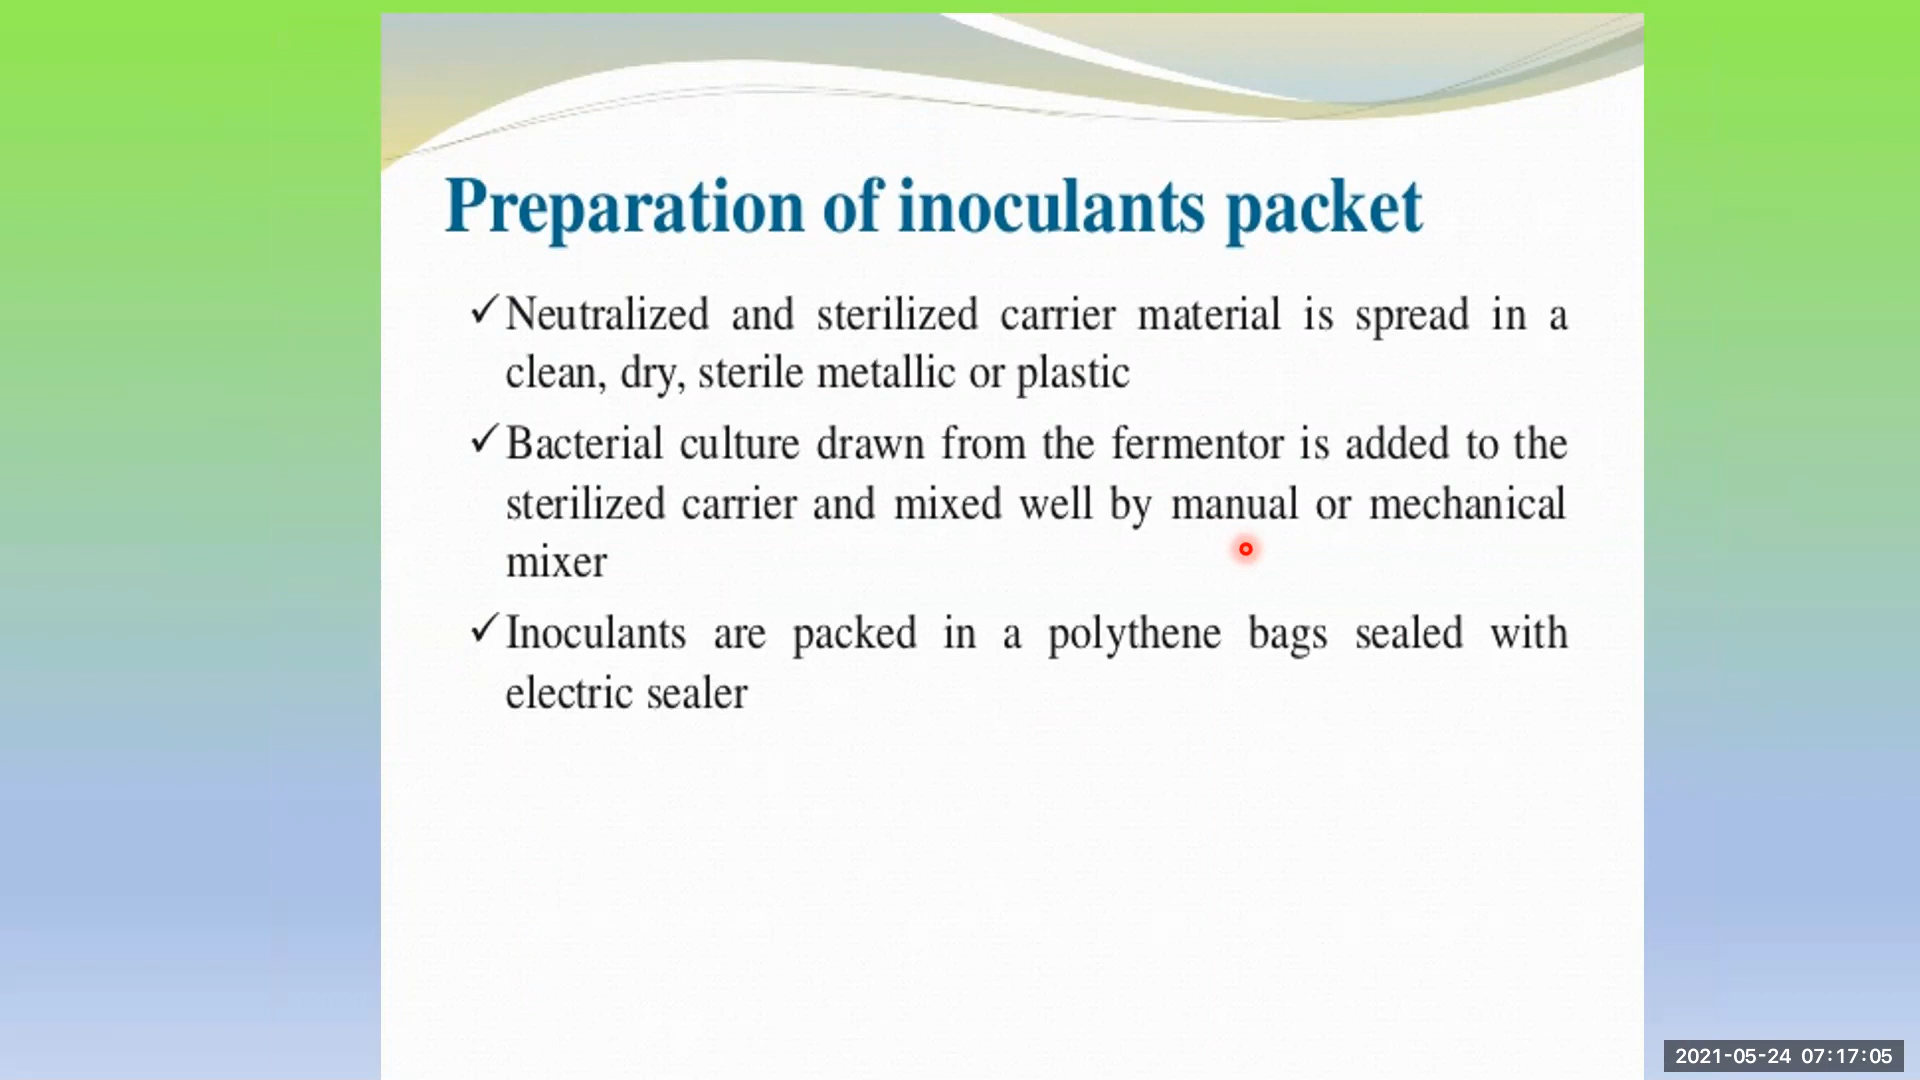 Preparation of inoculants packet
✓Neutralized and sterilized carrier material is spread in a
clean, dry, sterile metallic or plastic
✓Bacterial culture drawn from the fermentor is added to the
sterilized carrier and mixed well by manual or mechanical
mixer
✓Inoculants are packed in a polythene bags sealed with
electric sealer
2021-05-24 07:17:05